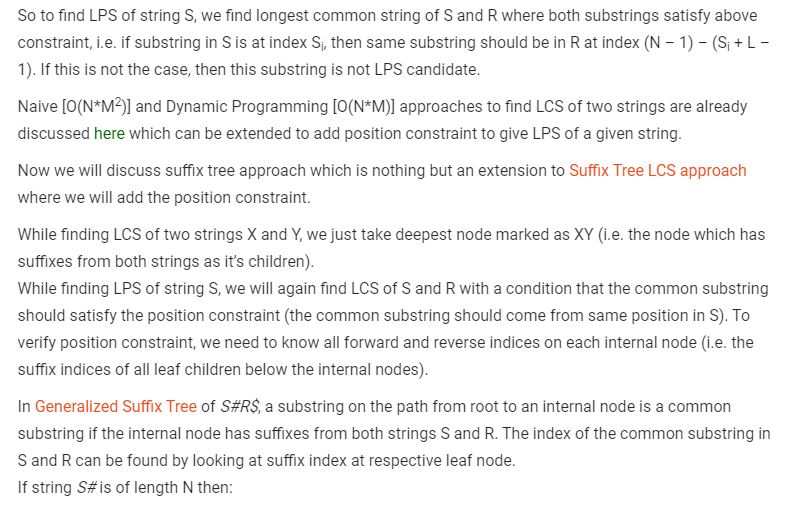 So to find LPS of string S, we find longest common string of S and R where both substrings satisfy above
constraint, i.e. if substring in S is at index Sᵢ, then same substring should be in R at index (N – 1) – (Sᵢ + L –
1). If this is not the case, then this substring is not LPS candidate.
Naive [O(N*M²)] and Dynamic Programming [O(N*M)] approaches to find LCS of two strings are already
discussed here which can be extended to add position constraint to give LPS of a given string.
Now we will discuss suffix tree approach which is nothing but an extension to Suffix Tree LCS approach
where we will add the position constraint.
While finding LCS of two strings X and Y, we just take deepest node marked as XY (i.e. the node which has
suffixes from both strings as it’s children).
While finding LPS of string S, we will again find LCS of S and R with a condition that the common substring
should satisfy the position constraint (the common substring should come from same position in S). To
verify position constraint, we need to know all forward and reverse indices on each internal node (i.e. the
suffix indices of all leaf children below the internal nodes).
In Generalized Suffix Tree of S#R$, a substring on the path from root to an internal node is a common
substring if the internal node has suffixes from both strings S and R. The index of the common substring in
S and R can be found by looking at suffix index at respective leaf node.
If string S# is of length N then: